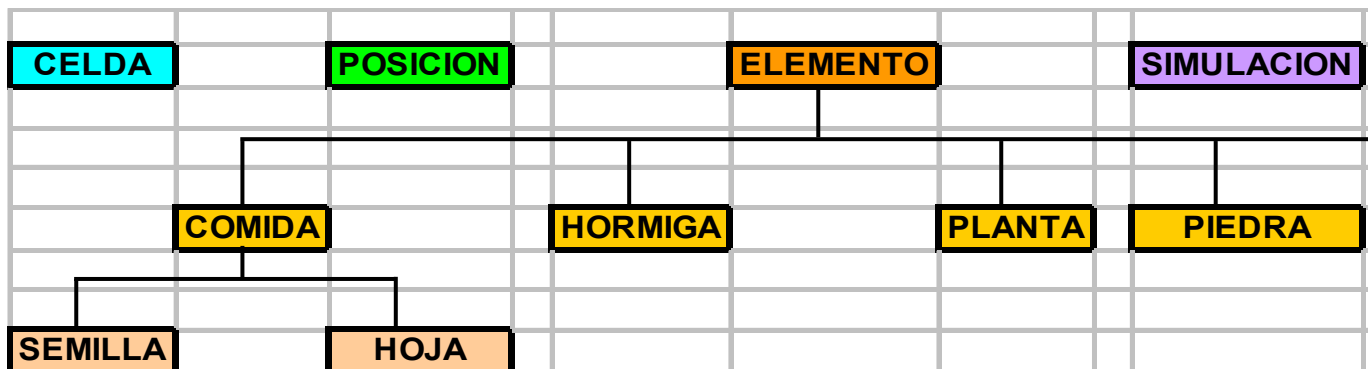 CELDA POSICION ELEMENTO SIMULACION
COMIDA HORMIGA PLANTA PIEDRA
SEMILLA HOJA